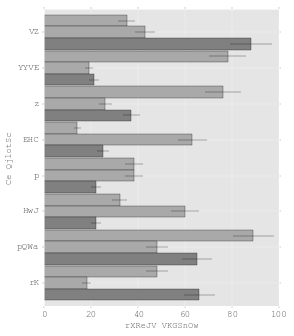 Ce QjlotSc
VZ
YYVE
z
EHC
p
HwJ
pQWa
rK
0
20
40
60
80
100
rXReJV VKGSnOw